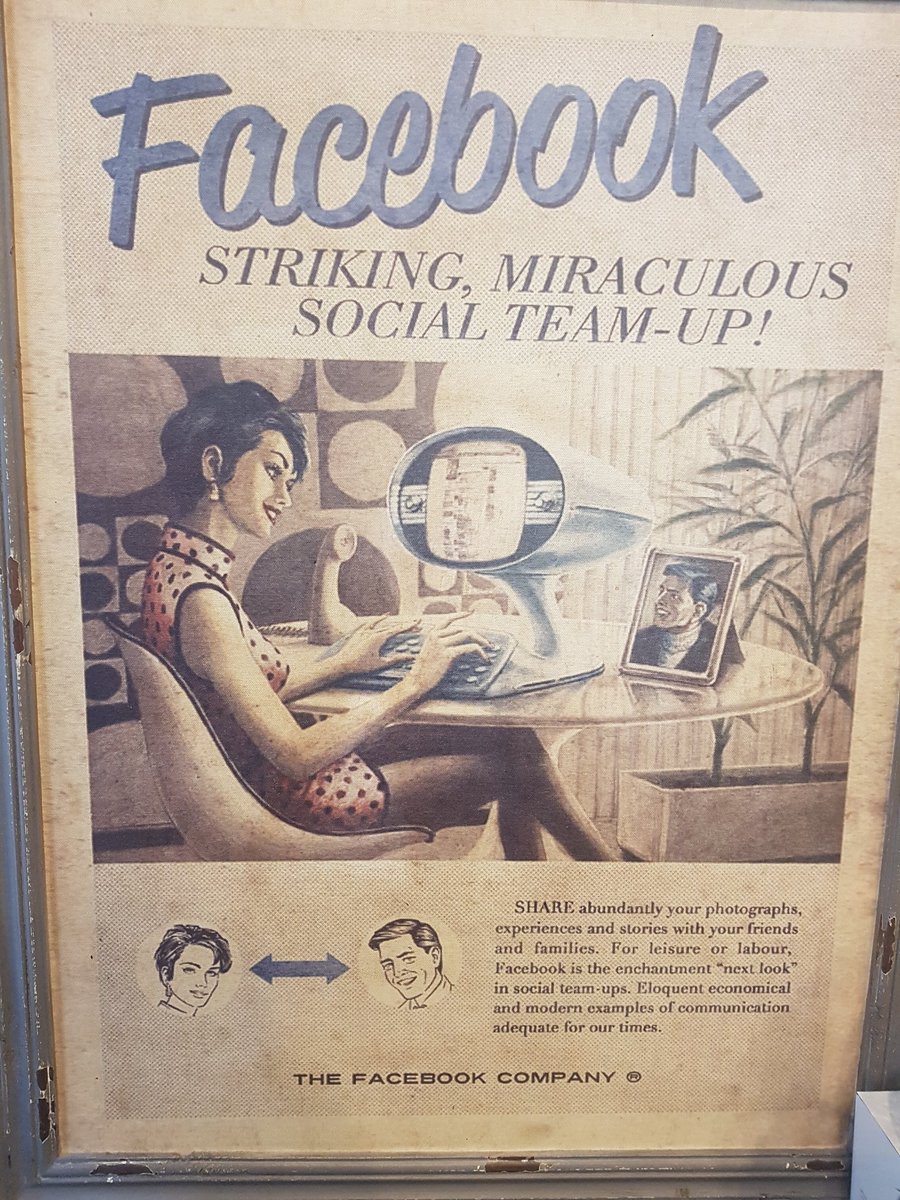 Facebook
STRIKING, MIRACULOUS
SOCIAL TEAM-UP!
SHARE abundantly your photographs,
experiences and stories with your friends
and families. For leisure or labour,
Facebook is the enchantment "next look"
in social team-ups. Eloquent economical
and modern examples of communication
adequate for our times.
THE FACEBOOK COMPANY ®